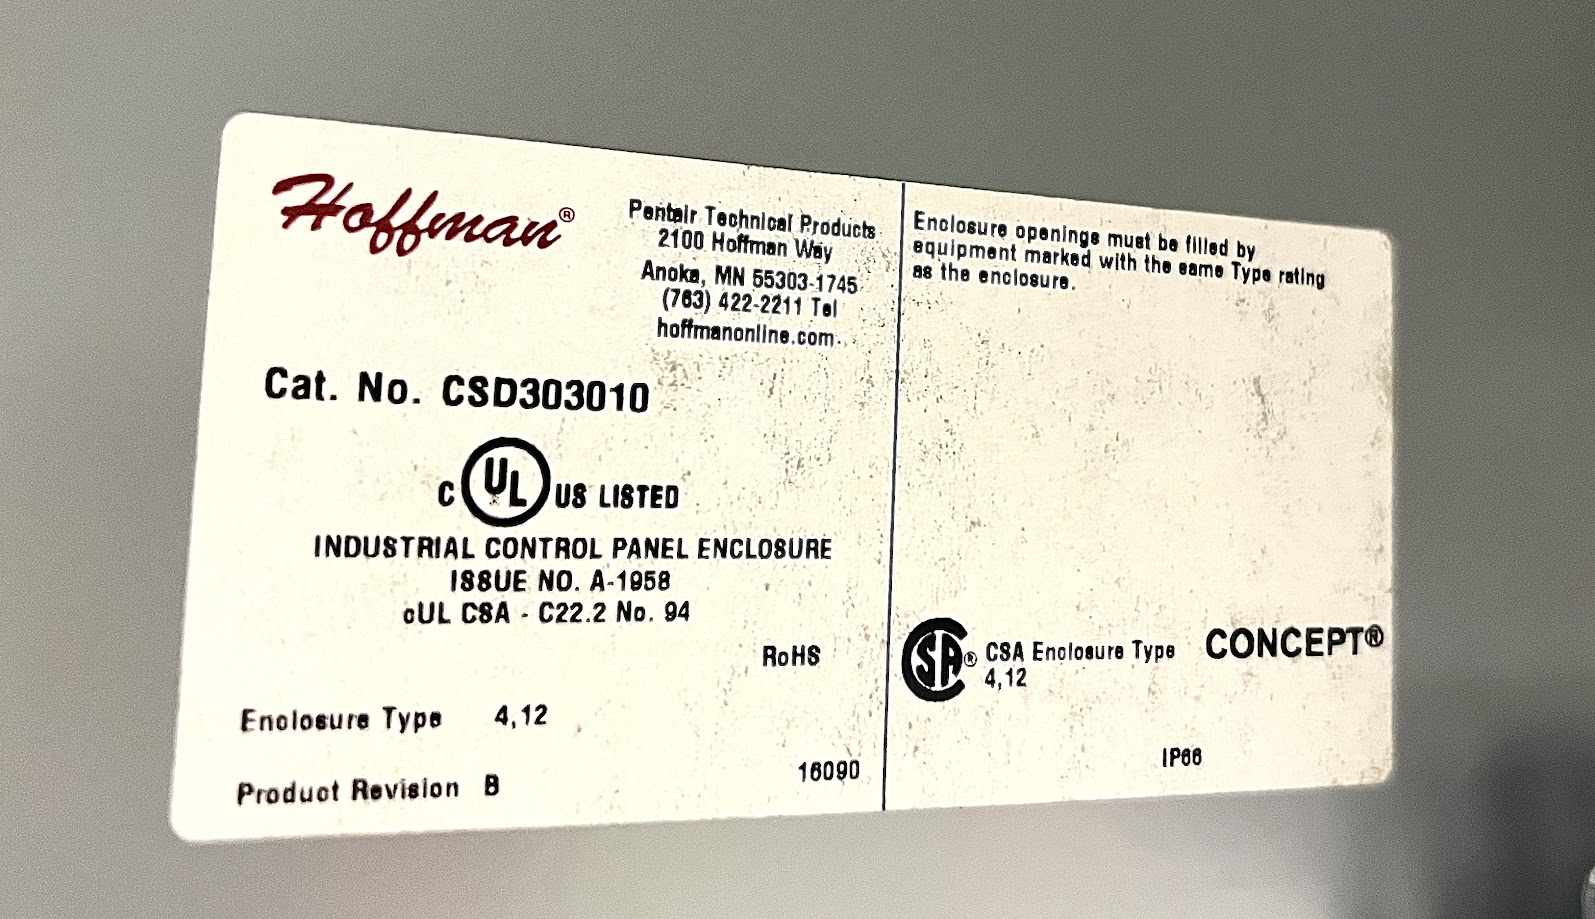 Hoffman®
Pentair Technical Products
2100 Hoffman Way
Anoka, MN 55303-1745
(763) 422-2211 Tel
hoffmanonline.com
Cat. No. CSD303010
C UL US LISTED
INDUSTRIAL CONTROL PANEL ENCLOSURE
ISSUE NO. A-1958
cUL CSA - C22.2 No. 94
RoHS
Enclosure Type 4,12
16090
Product Revision B
Enclosure openings must be filled by
equipment marked with the same Type rating
as the enclosure.
CSA® CSA Enclosure Type CONCEPT®
4,12
IP66